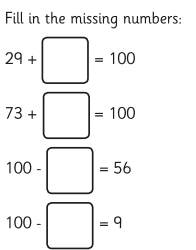 Fill in the missing numbers:
29 + = 100
73 + = 100
100 - = 56
100 - = 9